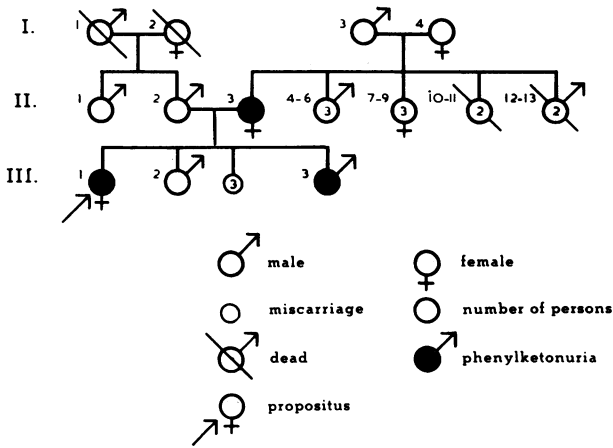 I. 1 2 3 4
II. 1 2 3 4-6 3 7-9 3 10-11 2 12-13 2
III. 1 2 3 3
male female
miscarriage number of persons
dead phenylketonuria
propositus